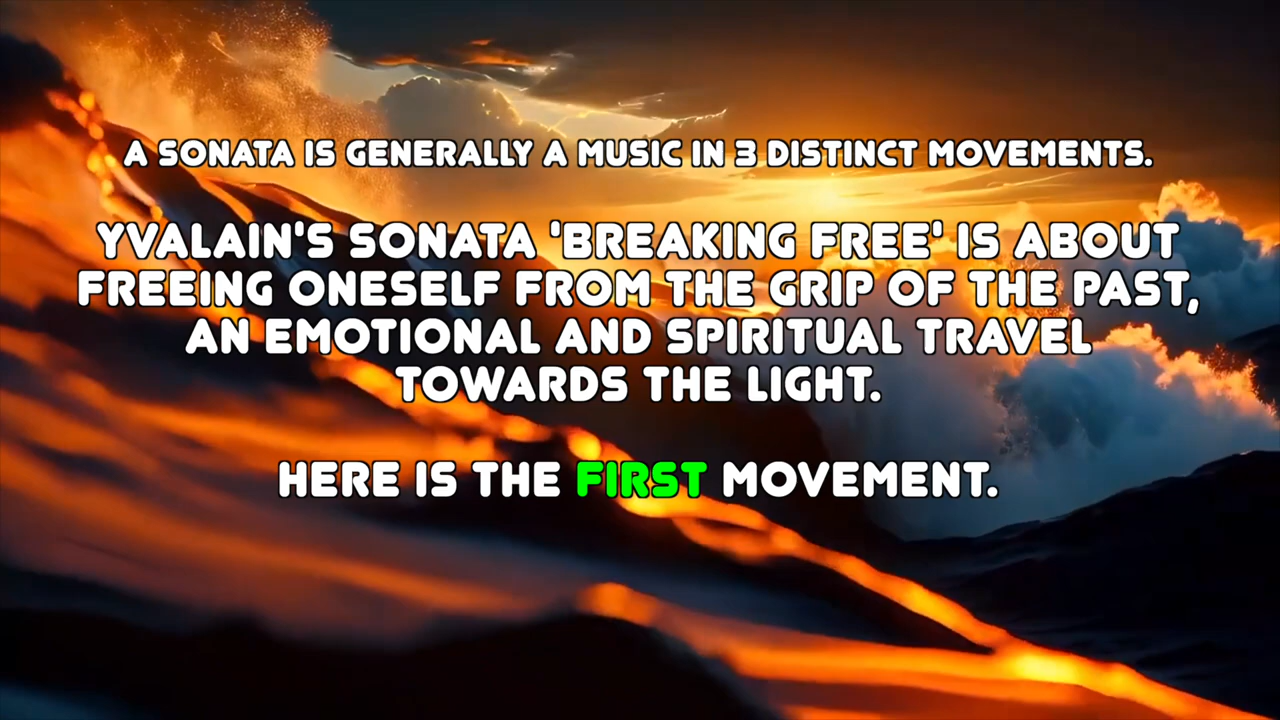 A SONATA IS GENERALLY A MUSIC IN 3 DISTINCT MOVEMENTS.
YVALAIN'S SONATA 'BREAKING FREE' IS ABOUT
FREEING ONESELF FROM THE GRIP OF THE PAST,
AN EMOTIONAL AND SPIRITUAL TRAVEL
TOWARDS THE LIGHT.
HERE IS THE FIRST MOVEMENT.